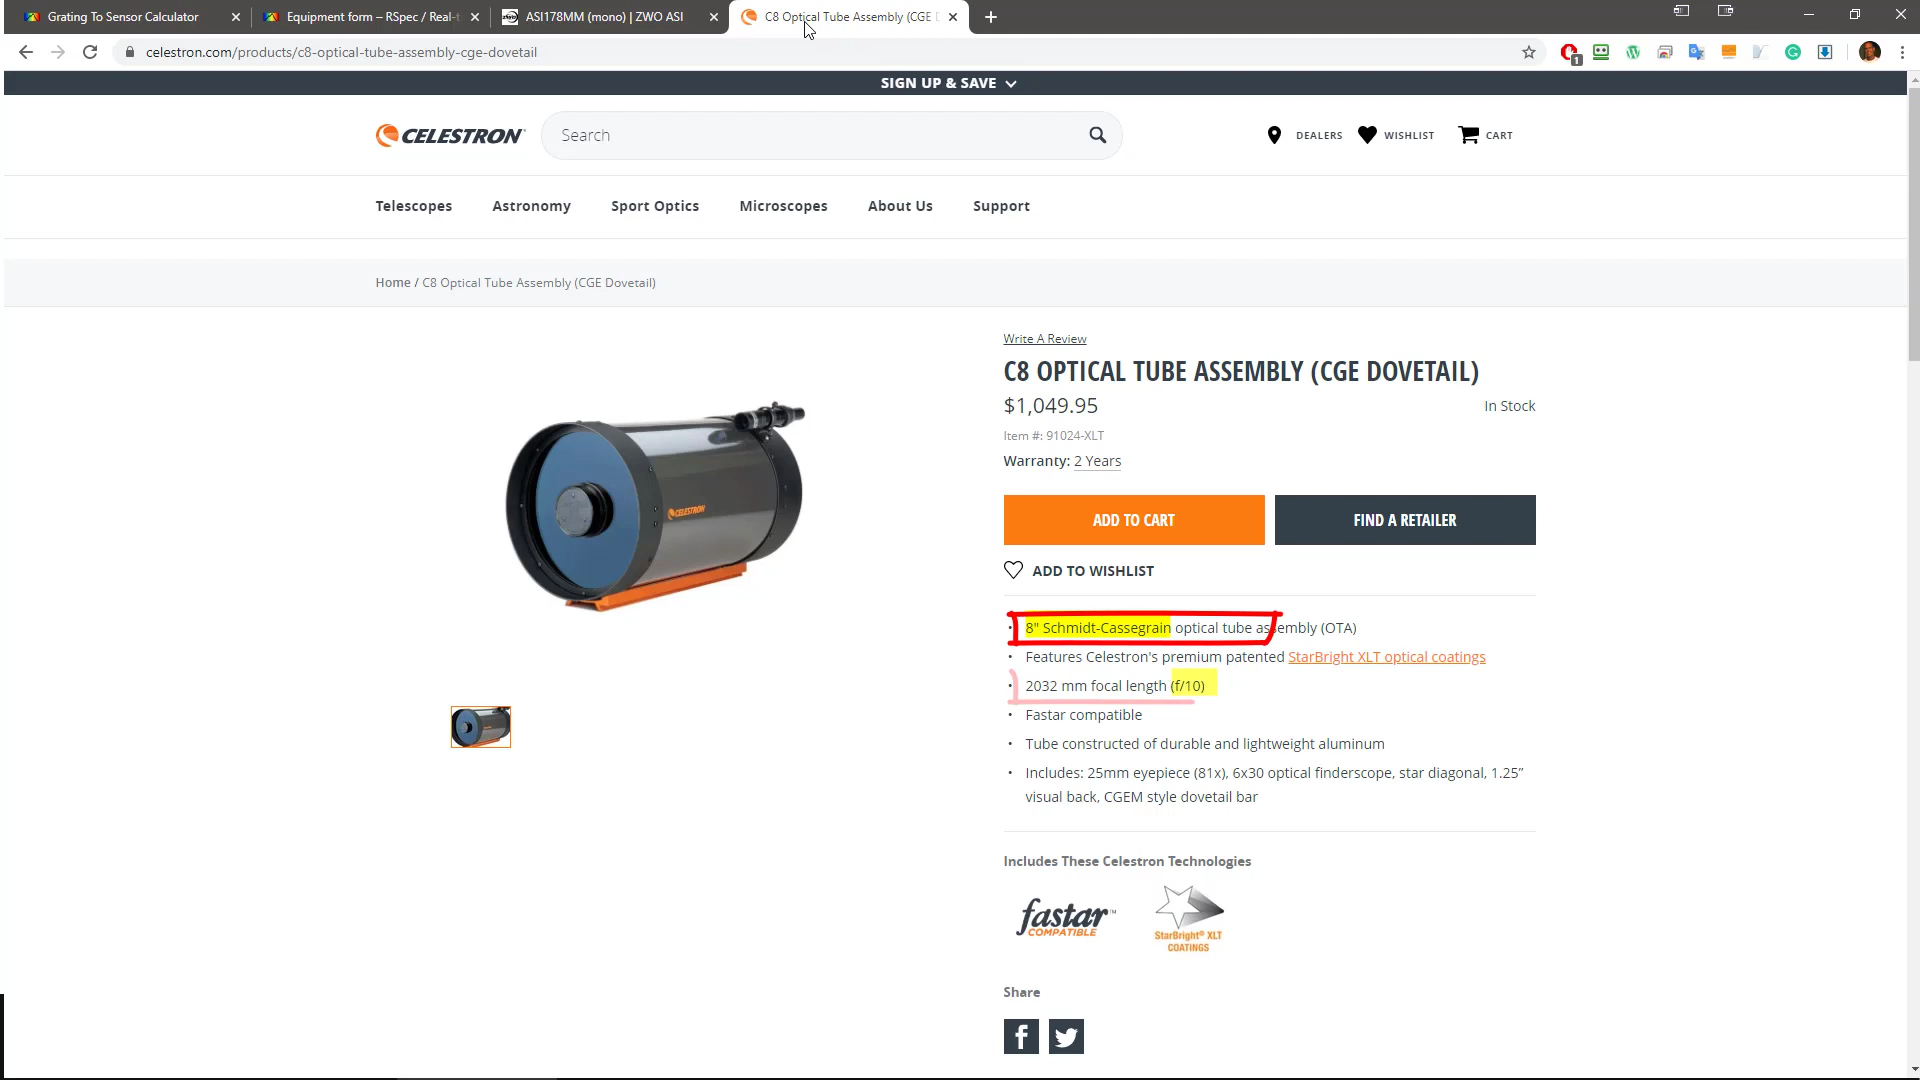 Grating To Sensor Calculator
Equipment form – RSpec / Real-t
ASI178MM (mono) | ZWO ASI
C8 Optical Tube Assembly (CGE D
celestron.com/products/c8-optical-tube-assembly-cge-dovetail
1
SIGN UP & SAVE
CELESTRON
Search
DEALERS
WISHLIST
CART
Telescopes
Astronomy
Sport Optics
Microscopes
About Us
Support
Home / C8 Optical Tube Assembly (CGE Dovetail)
Write A Review
C8 OPTICAL TUBE ASSEMBLY (CGE DOVETAIL)
$1,049.95
In Stock
Item #: 91024-XLT
Warranty: 2 Years
CELESTRON
ADD TO CART
FIND A RETAILER
ADD TO WISHLIST
• 8" Schmidt-Cassegrain optical tube assembly (OTA)
• Features Celestron's premium patented StarBright XLT optical coatings
• 2032 mm focal length (f/10)
• Fastar compatible
• Tube constructed of durable and lightweight aluminum
• Includes: 25mm eyepiece (81x), 6x30 optical finderscope, star diagonal, 1.25”
visual back, CGEM style dovetail bar
Includes These Celestron Technologies
fastar™
COMPATIBLE
StarBright® XLT
COATINGS
Share